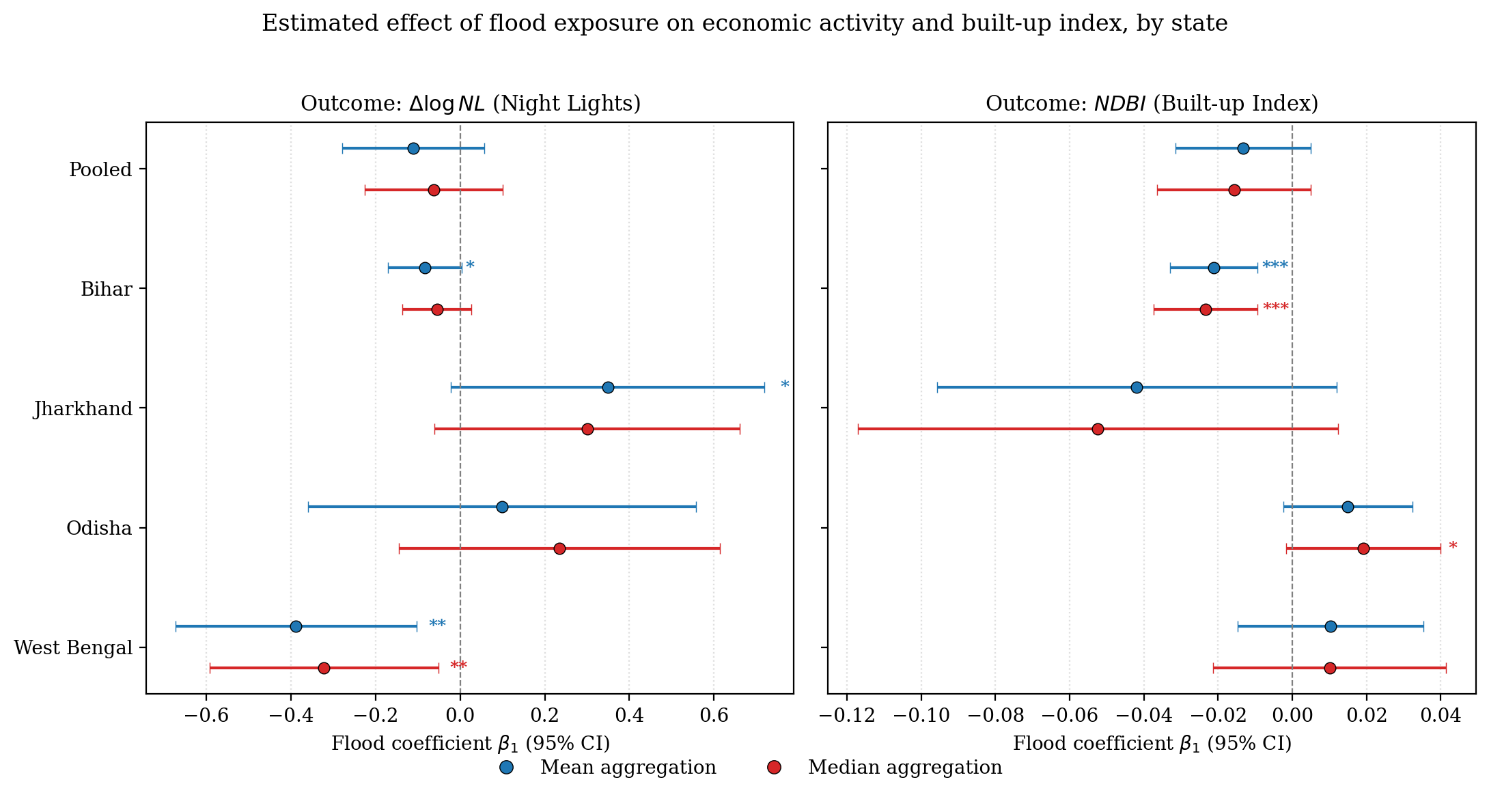 Estimated effect of flood exposure on economic activity and built-up index, by state
Outcome: Δ log NL (Night Lights)
Outcome: NDBI (Built-up Index)
Pooled
Bihar
*
***
***
Jharkhand
*
Odisha
*
West Bengal
**
**
−0.6 −0.4 −0.2 0.0 0.2 0.4 0.6
−0.12 −0.10 −0.08 −0.06 −0.04 −0.02 0.00 0.02 0.04
Flood coefficient β₁ (95% CI)
Flood coefficient β₁ (95% CI)
Mean aggregation
Median aggregation